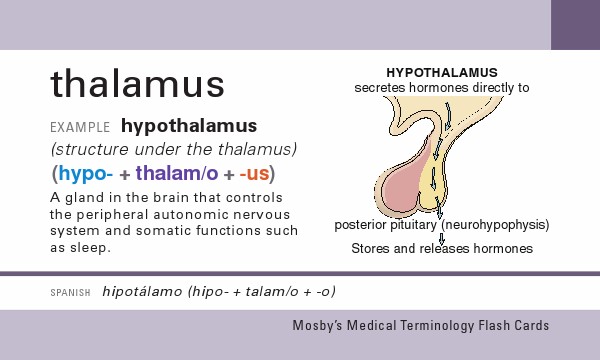 thalamus
EXAMPLE hypothalamus
(structure under the thalamus)
(hypo- + thalam/o + -us)
A gland in the brain that controls
the peripheral autonomic nervous
system and somatic functions such
as sleep.
HYPOTHALAMUS
secretes hormones directly to
posterior pituitary (neurohypophysis)
Stores and releases hormones
SPANISH hipotálamo (hipo- + talam/o + -o)
Mosby's Medical Terminology Flash Cards